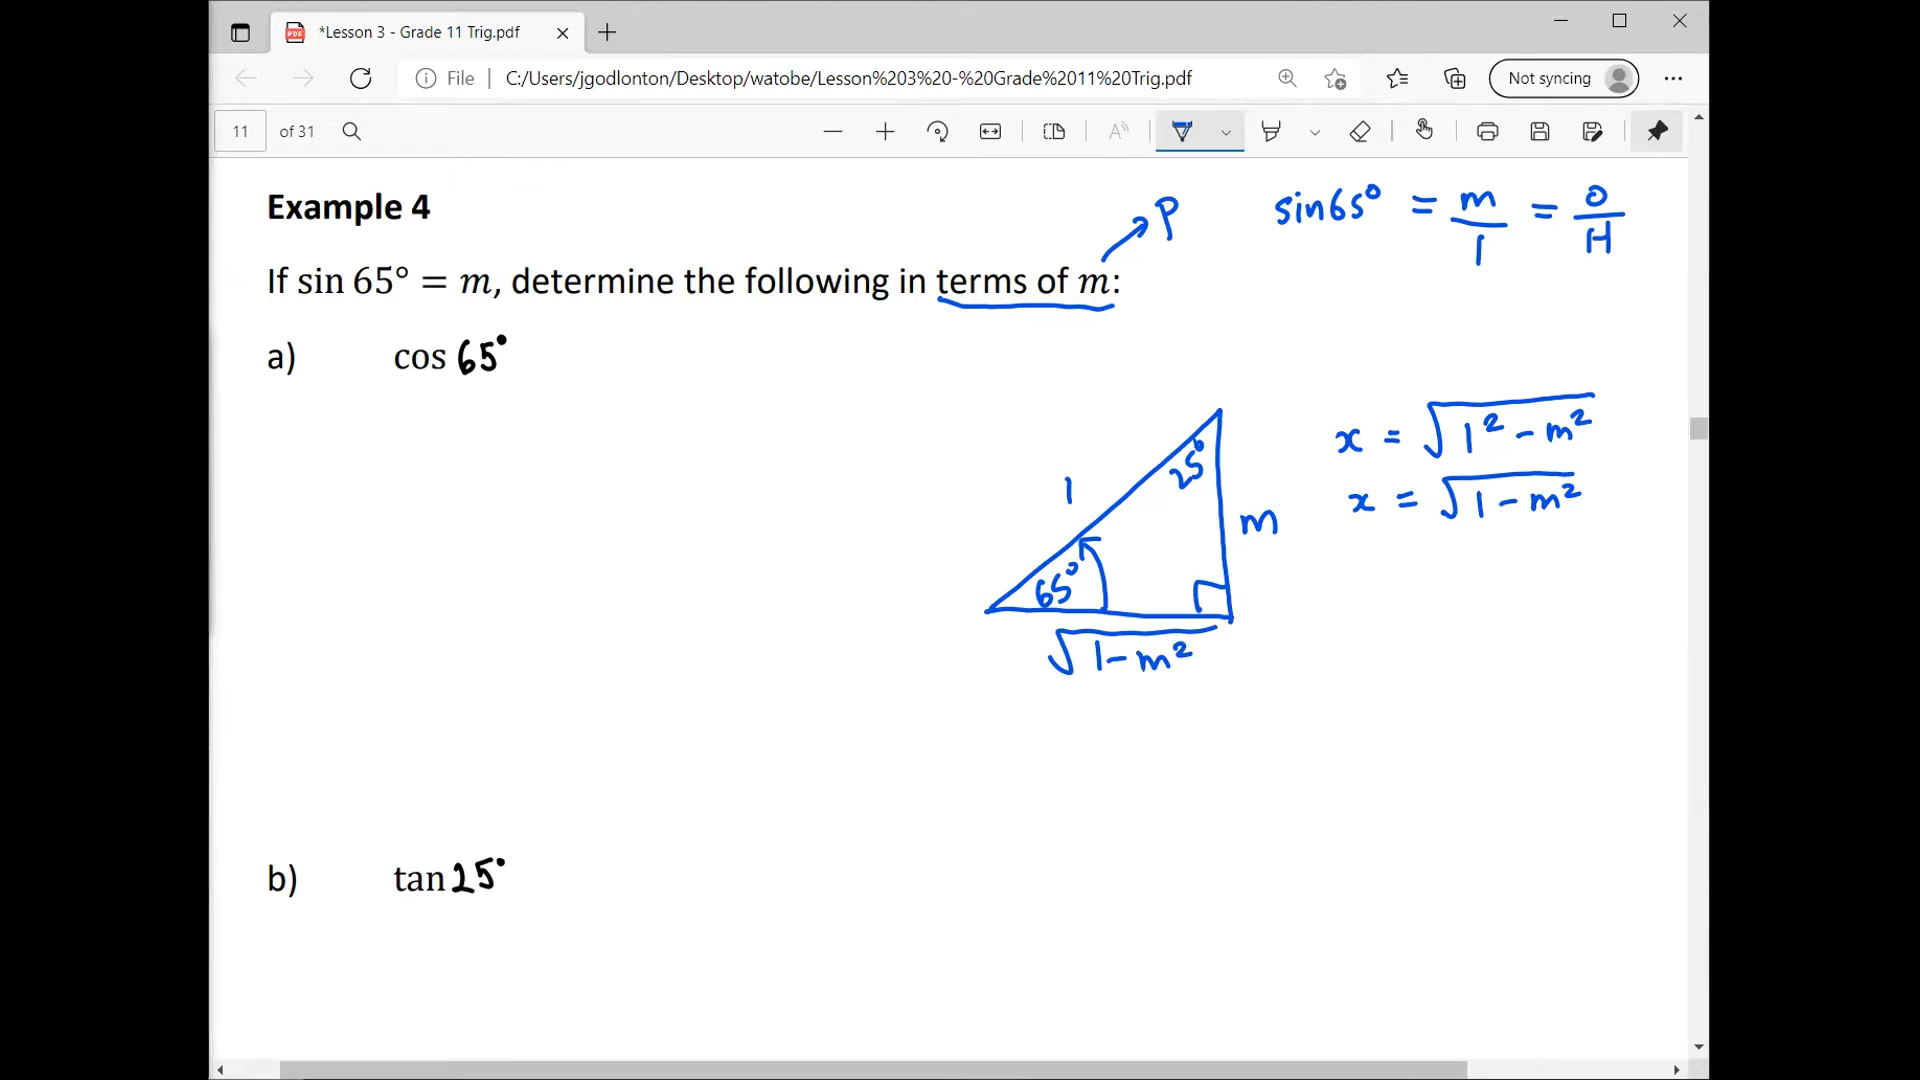 *Lesson 3 - Grade 11 Trig.pdf
File | C:/Users/jgodlonton/Desktop/watobe/Lesson%203%20-%20Grade%2011%20Trig.pdf
Not syncing
11 of 31
Example 4
P
sin65° = m/1 = O/H
If sin 65° = m, determine the following in terms of m:
a) cos 65°
x = √(1² - m²)
x = √(1 - m²)
25°
1
m
65°
√(1 - m²)
b) tan 25°